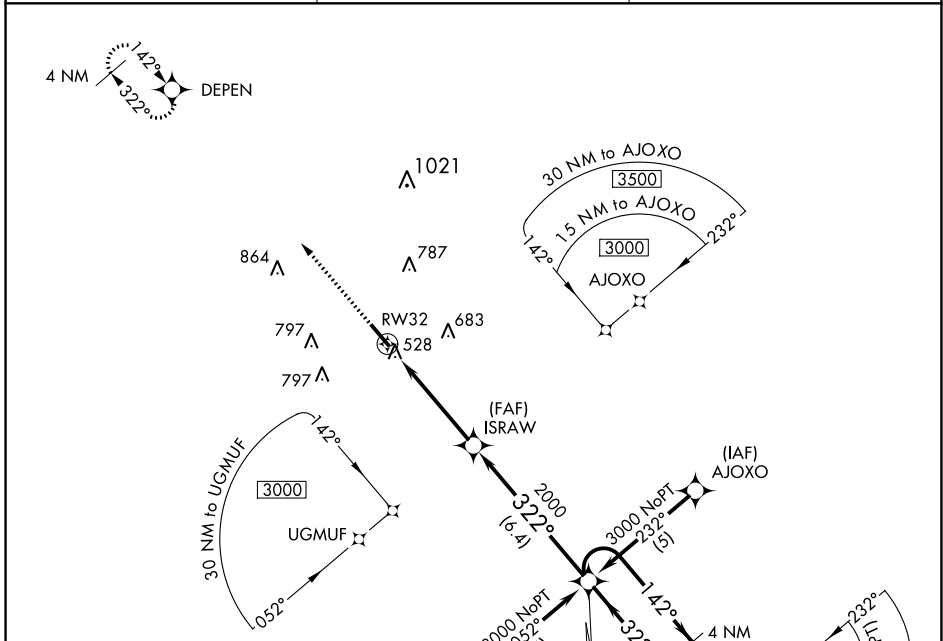 4 NM
142°
322°
DEPEN
1021
30 NM to AJOXO
3500
15 NM to AJOXO
3000
142°
232°
AJOXO
864
787
RW32
683
528
797
797
(FAF)
ISRAW
142°
30 NM to UGMUF
3000
UGMUF
052°
(IAF)
AJOXO
2000
322°
(6.4)
3000 NoPT
232°
(5)
142°
3000 NoPT
052°
4 NM
232°